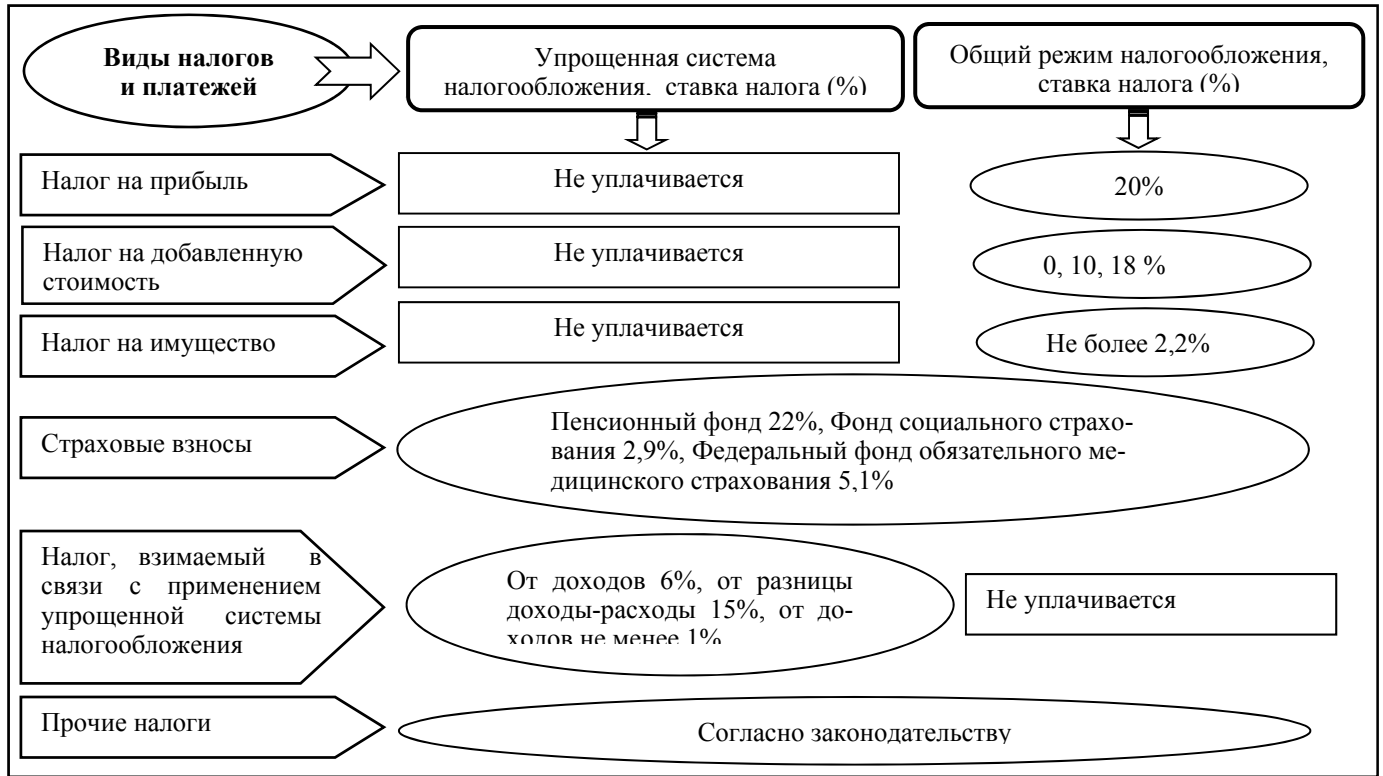 Виды налогов
и платежей
Упрощенная система
налогообложения, ставка налога (%)
Общий режим налогообложения,
ставка налога (%)
Налог на прибыль
Не уплачивается
20%
Налог на добавленную
стоимость
Не уплачивается
0, 10, 18 %
Налог на имущество
Не уплачивается
Не более 2,2%
Страховые взносы
Пенсионный фонд 22%, Фонд социального страхо-
вания 2,9%, Федеральный фонд обязательного ме-
дицинского страхования 5,1%
Налог, взимаемый в
связи с применением
упрощенной системы
налогообложения
От доходов 6%, от разницы
доходы-расходы 15%, от до-
ходов не менее 1%
Не уплачивается
Прочие налоги
Согласно законодательству